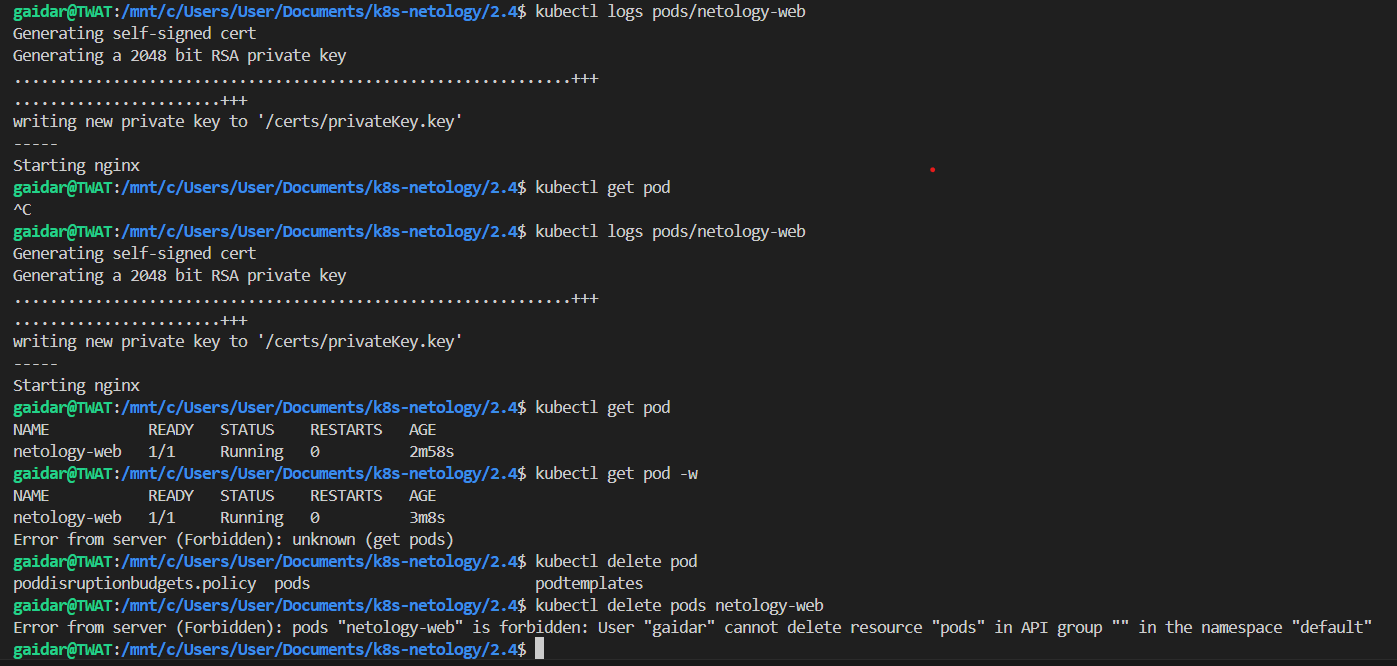 gaidar@TWAT:/mnt/c/Users/User/Documents/k8s-netology/2.4$ kubectl logs pods/netology-web
Generating self-signed cert
Generating a 2048 bit RSA private key
..............................................................+++
.......................+++
writing new private key to '/certs/privateKey.key'
-----
Starting nginx
gaidar@TWAT:/mnt/c/Users/User/Documents/k8s-netology/2.4$ kubectl get pod
^C
gaidar@TWAT:/mnt/c/Users/User/Documents/k8s-netology/2.4$ kubectl logs pods/netology-web
Generating self-signed cert
Generating a 2048 bit RSA private key
..............................................................+++
.......................+++
writing new private key to '/certs/privateKey.key'
-----
Starting nginx
gaidar@TWAT:/mnt/c/Users/User/Documents/k8s-netology/2.4$ kubectl get pod
NAME           READY   STATUS    RESTARTS   AGE
netology-web   1/1     Running   0          2m58s
gaidar@TWAT:/mnt/c/Users/User/Documents/k8s-netology/2.4$ kubectl get pod -w
NAME           READY   STATUS    RESTARTS   AGE
netology-web   1/1     Running   0          3m8s
Error from server (Forbidden): unknown (get pods)
gaidar@TWAT:/mnt/c/Users/User/Documents/k8s-netology/2.4$ kubectl delete pod
poddisruptionbudgets.policy  pods                         podtemplates
gaidar@TWAT:/mnt/c/Users/User/Documents/k8s-netology/2.4$ kubectl delete pods netology-web
Error from server (Forbidden): pods "netology-web" is forbidden: User "gaidar" cannot delete resource "pods" in API group "" in the namespace "default"
gaidar@TWAT:/mnt/c/Users/User/Documents/k8s-netology/2.4$